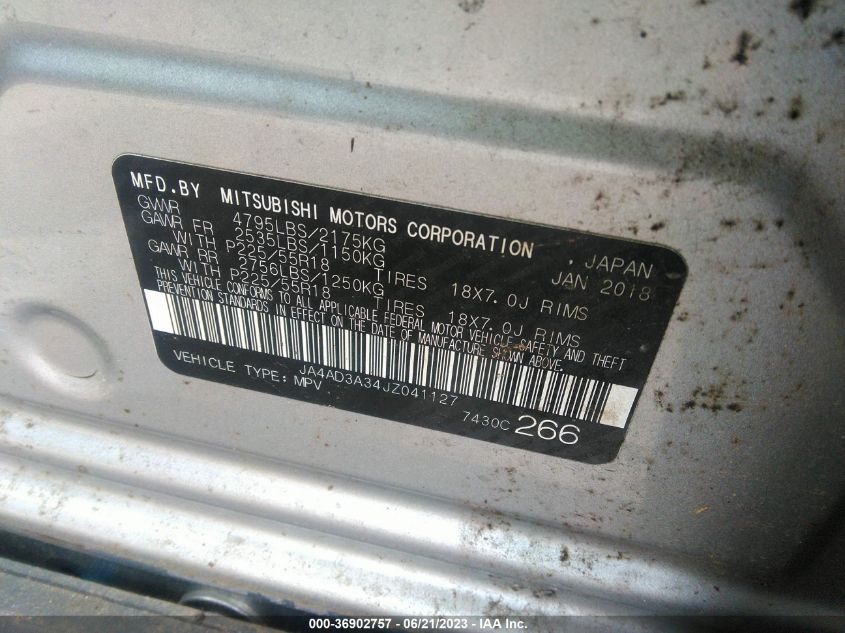 MFD.BY MITSUBISHI MOTORS CORPORATION . JAPAN
GVWR 4795LBS/2175KG JAN 2018
GAWR FR 2535LBS/1150KG
WITH P225/55R18 TIRES 18X7.0J RIMS
GAWR RR 2756LBS/1250KG
WITH P225/55R18 TIRES 18X7.0J RIMS
THIS VEHICLE CONFORMS TO ALL APPLICABLE FEDERAL MOTOR VEHICLE SAFETY AND THEFT
PREVENTION STANDARDS IN EFFECT ON THE DATE OF MANUFACTURE SHOWN ABOVE.
JA4AD3A34JZ041127
VEHICLE TYPE: MPV 7430C 266
000-36902757 - 06/21/2023 - IAA Inc.